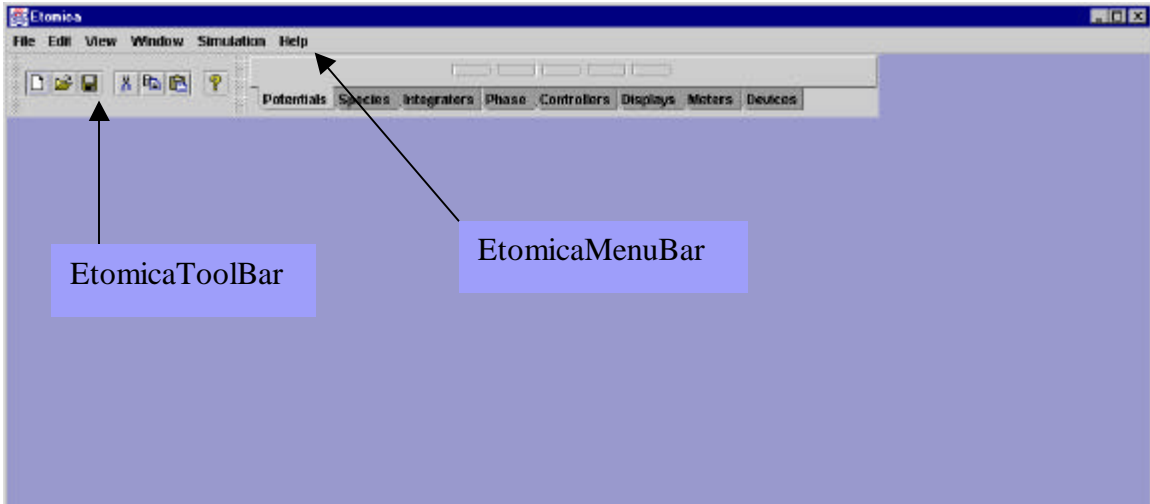 Etomica
File Edit View Window Simulation Help
Potentials Species Integrators Phase Controllers Displays Meters Devices
EtomicaToolBar
EtomicaMenuBar